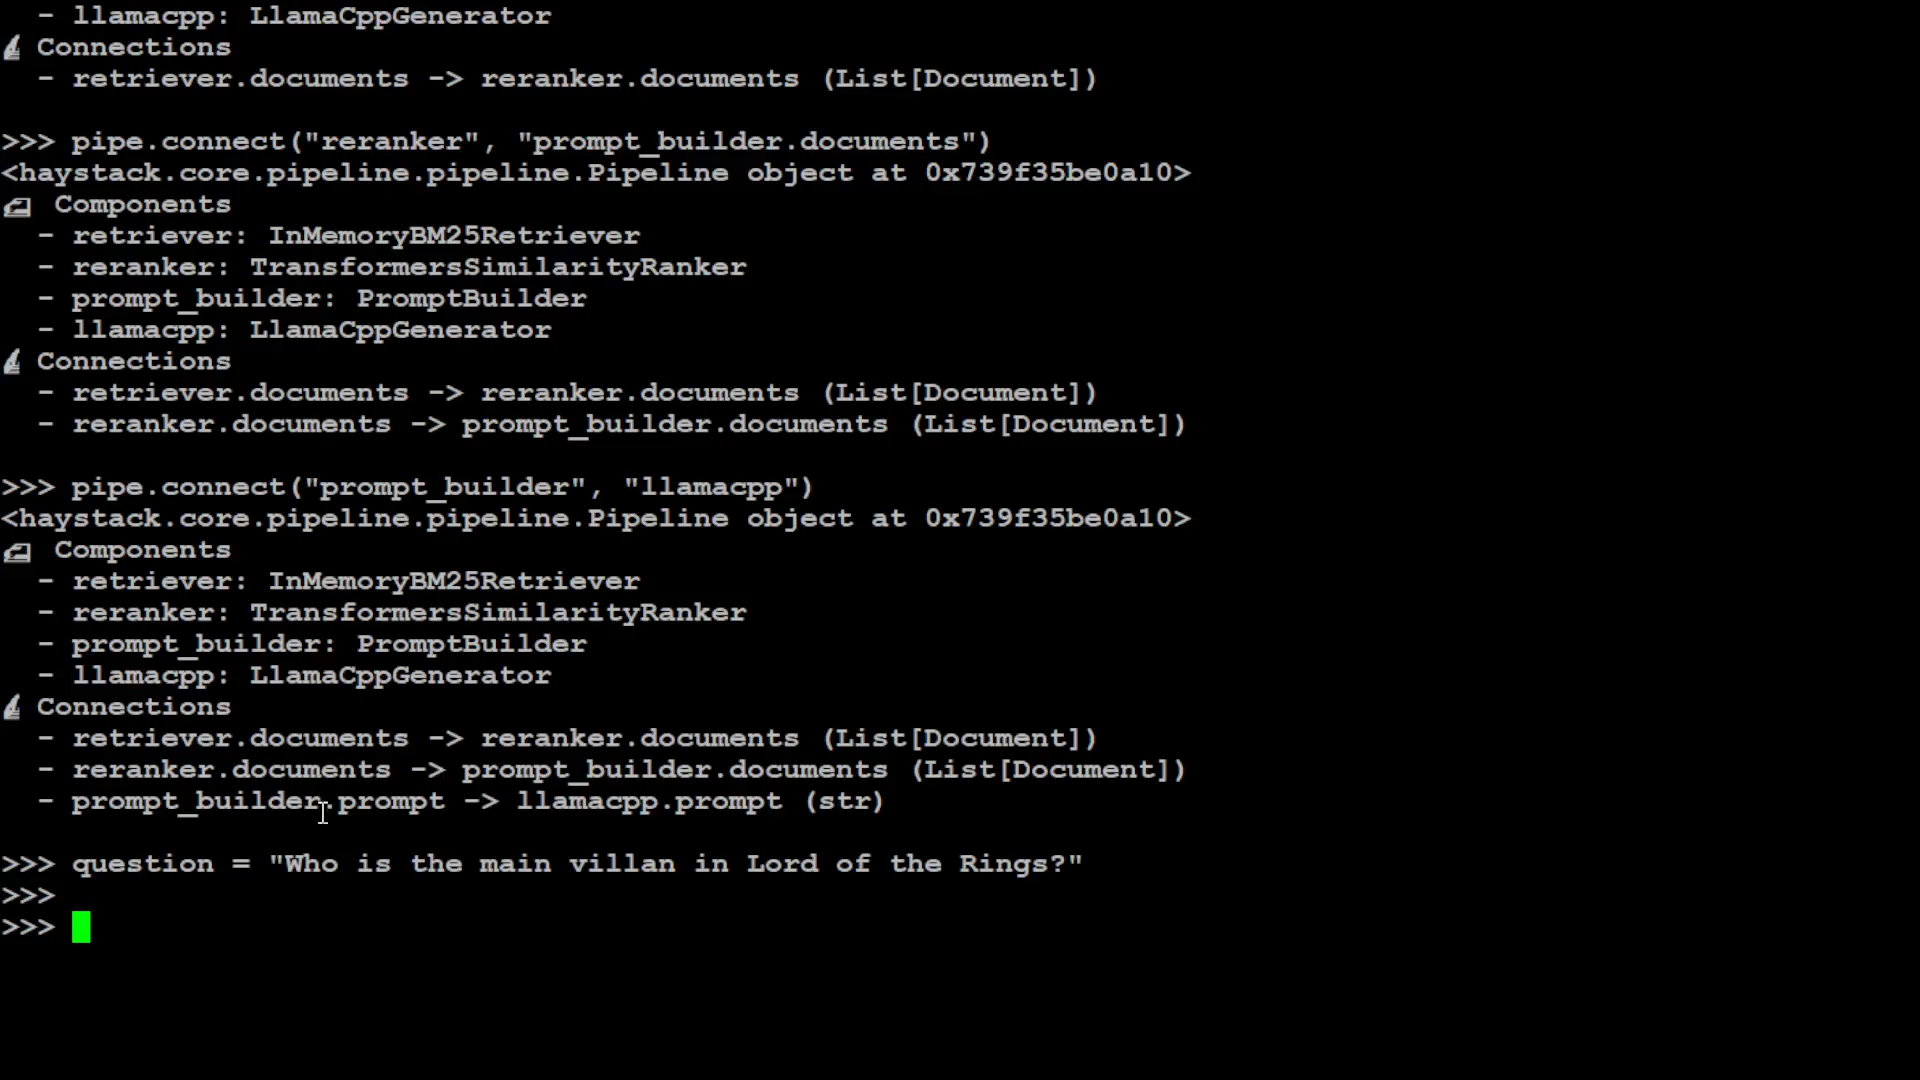 - llamacpp: LlamaCppGenerator
Connections
- retriever.documents -> reranker.documents (List[Document])
>>> pipe.connect("reranker", "prompt_builder.documents")
<haystack.core.pipeline.pipeline.Pipeline object at 0x739f35be0a10>
Components
- retriever: InMemoryBM25Retriever
- reranker: TransformersSimilarityRanker
- prompt_builder: PromptBuilder
- llamacpp: LlamaCppGenerator
Connections
- retriever.documents -> reranker.documents (List[Document])
- reranker.documents -> prompt_builder.documents (List[Document])
>>> pipe.connect("prompt_builder", "llamacpp")
<haystack.core.pipeline.pipeline.Pipeline object at 0x739f35be0a10>
Components
- retriever: InMemoryBM25Retriever
- reranker: TransformersSimilarityRanker
- prompt_builder: PromptBuilder
- llamacpp: LlamaCppGenerator
Connections
- retriever.documents -> reranker.documents (List[Document])
- reranker.documents -> prompt_builder.documents (List[Document])
- prompt_builder.prompt -> llamacpp.prompt (str)
>>> question = "Who is the main villan in Lord of the Rings?"
>>>
>>>